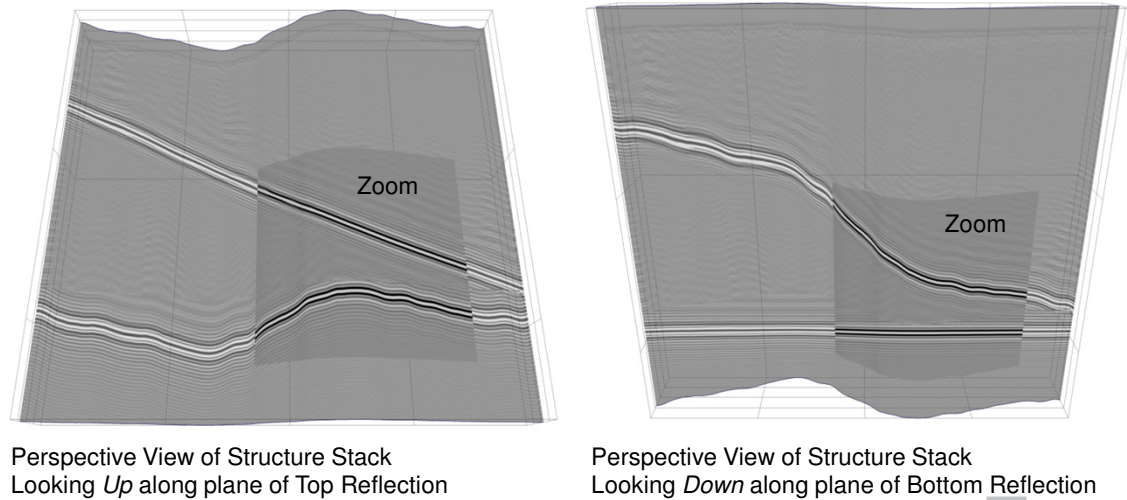 Zoom
Zoom
Perspective View of Structure Stack
Looking Up along plane of Top Reflection
Perspective View of Structure Stack
Looking Down along plane of Bottom Reflection